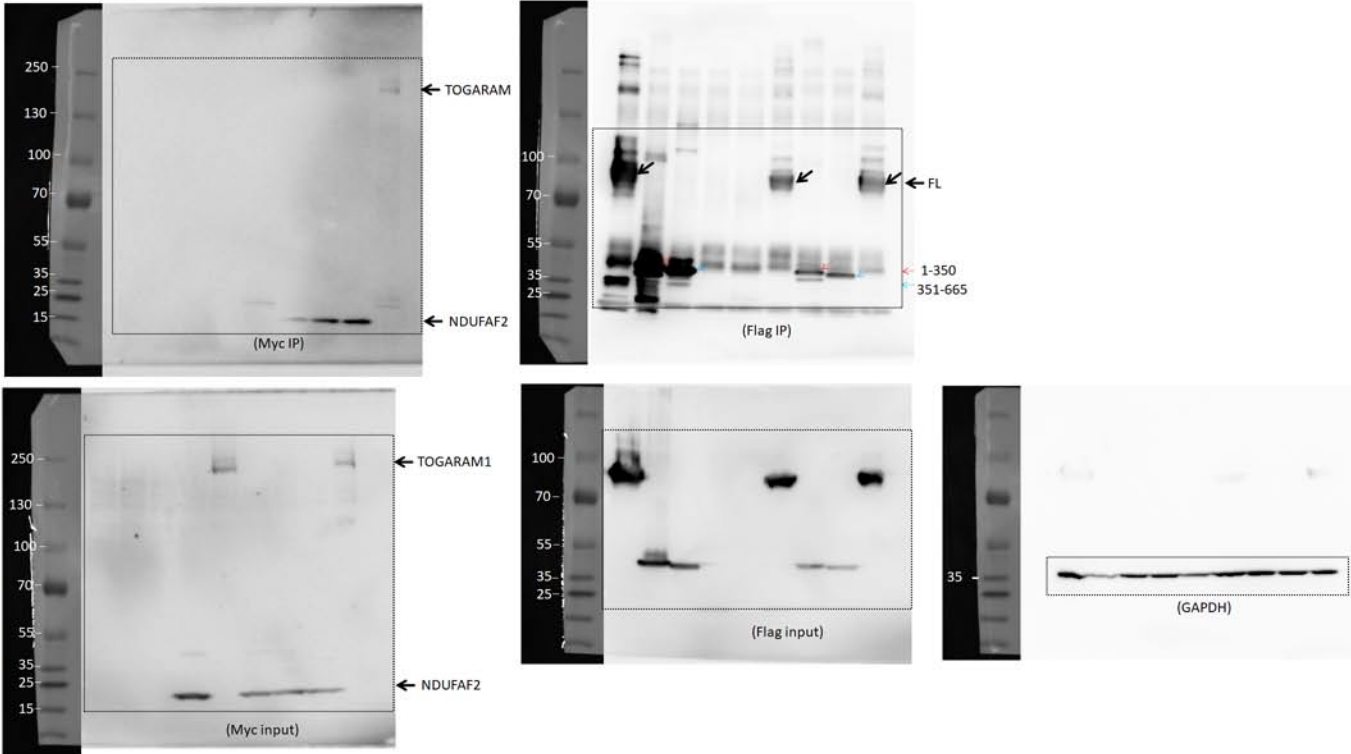 250
130
100
70
55
35
25
15
TOGARAM
NDUFAF2
(Myc IP)
100
70
55
35
25
FL
1-350
351-665
(Flag IP)
250
130
100
70
55
35
25
15
TOGARAM1
NDUFAF2
(Myc input)
100
70
55
35
25
(Flag input)
35
(GAPDH)